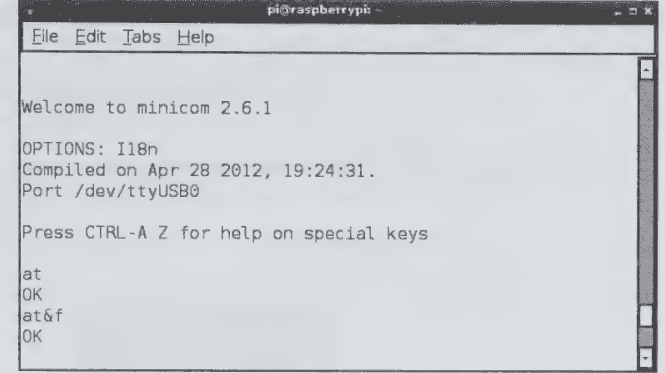 pi@raspberrypi: ~
File Edit Tabs Help
Welcome to minicom 2.6.1
OPTIONS: I18n
Compiled on Apr 28 2012, 19:24:31.
Port /dev/ttyUSB0
Press CTRL-A Z for help on special keys
at
OK
at&f
OK